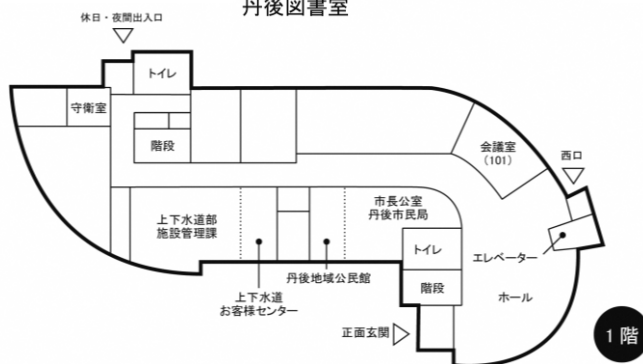 丹後図書室
休日・夜間出入口
トイレ
守衛室
階段
会議室
(101)
西口
市長公室
丹後市民局
上下水道部
施設管理課
トイレ
エレベーター
丹後地域公民館
階段
ホール
上下水道
お客様センター
正面玄関
1階